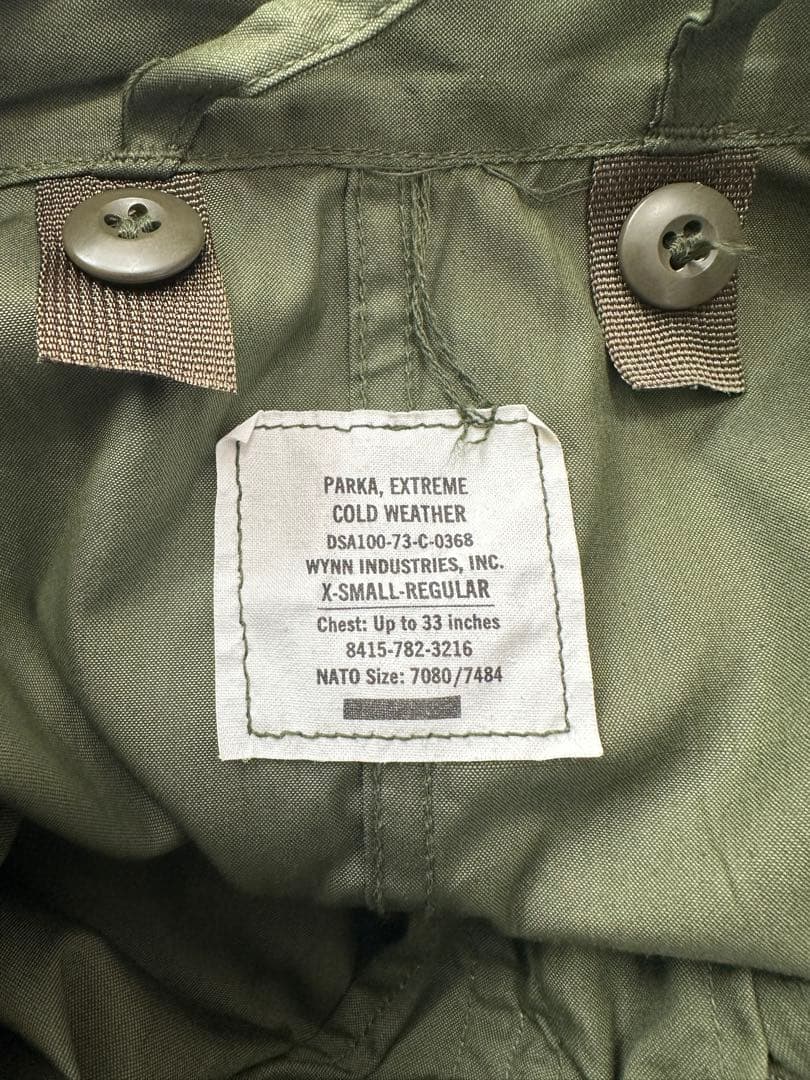 PARKA, EXTREME
COLD WEATHER
DSA100-73-C-0368
WYNN INDUSTRIES, INC.
X-SMALL-REGULAR
Chest: Up to 33 inches
8415-782-3216
NATO Size: 7080/7484